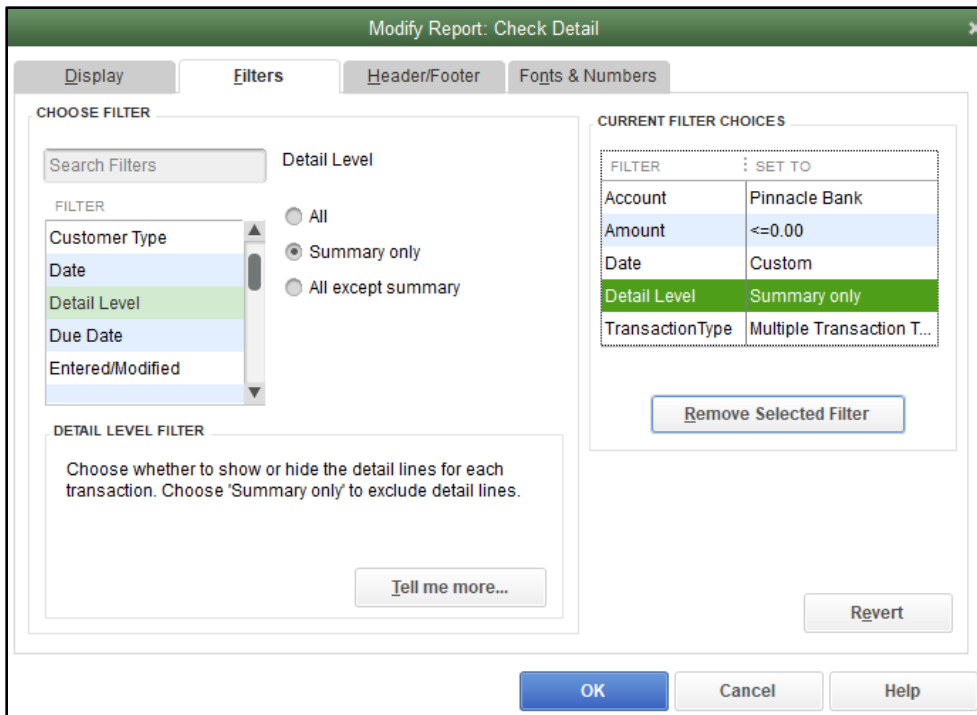 Modify Report: Check Detail
Display Filters Header/Footer Fonts & Numbers
CHOOSE FILTER
Search Filters
FILTER
Customer Type
Date
Detail Level
Due Date
Entered/Modified
Detail Level
All
Summary only
All except summary
DETAIL LEVEL FILTER
Choose whether to show or hide the detail lines for each
transaction. Choose 'Summary only' to exclude detail lines.
Tell me more...
CURRENT FILTER CHOICES
FILTER SET TO
Account Pinnacle Bank
Amount <=0.00
Date Custom
Detail Level Summary only
TransactionType Multiple Transaction T...
Remove Selected Filter
Revert
OK Cancel Help